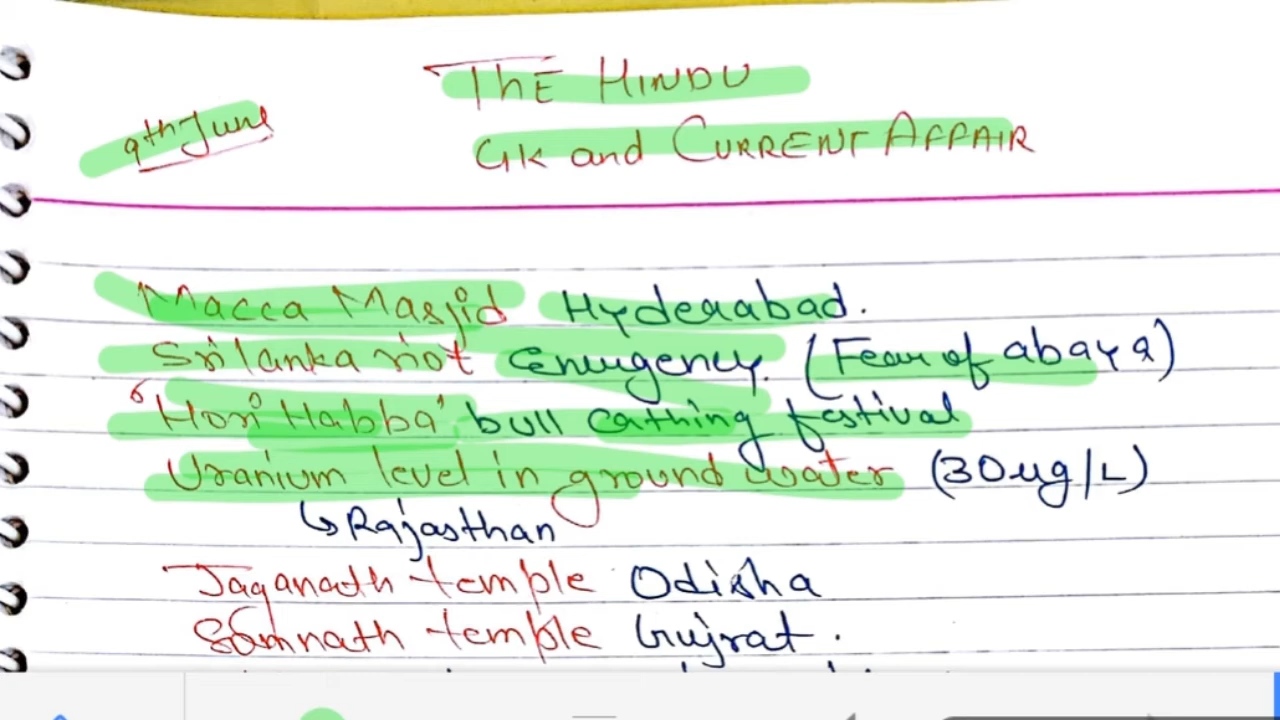 THE HINDU
9th June
GK and CURRENT AFFAIR
Macca Masjid Hyderabad.
Srilanka riot emergency. (Fear of abaya)
'Hori Habba' bull cathing festival
Uranium level in ground water (30ug/L)
↳ Rajasthan
Jaganath temple Odisha
Somnath temple Gujrat.